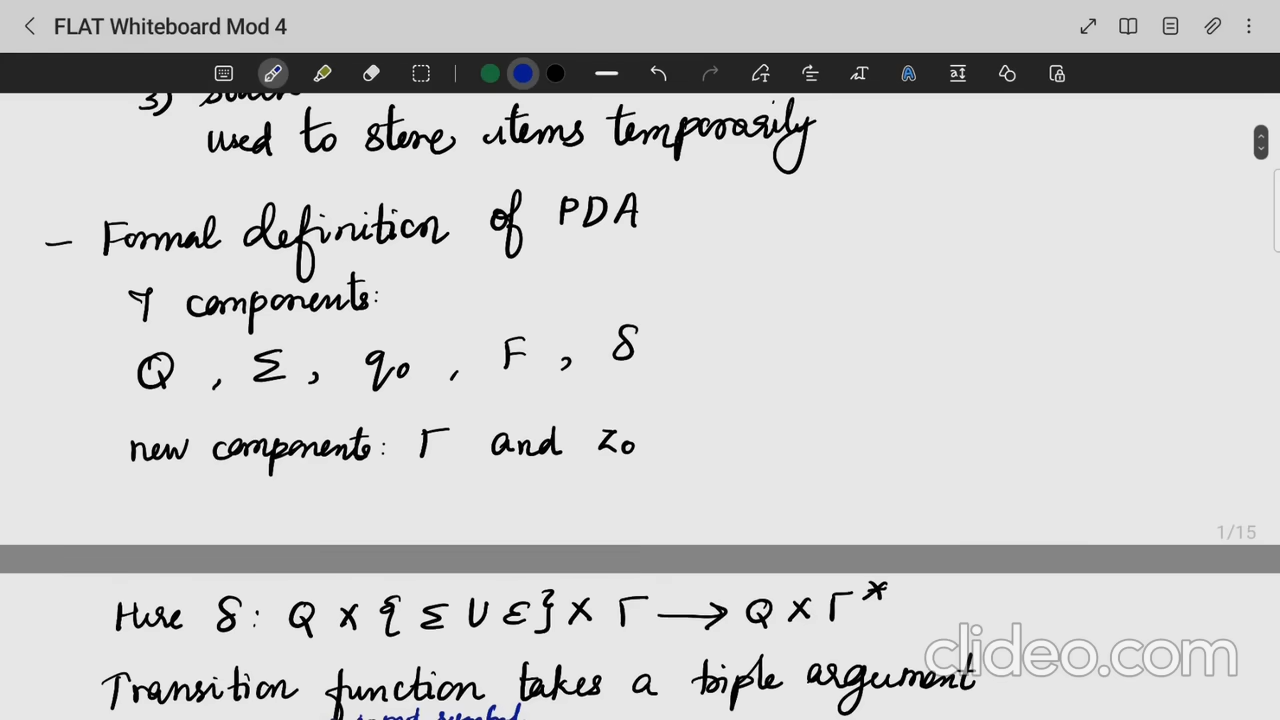 FLAT Whiteboard Mod 4
3)
used to store items temporarily
- Formal definition of PDA
7 components:
Q , Σ , q0 , F , δ
new components: Γ and z0
1/15
Here δ: Q X { Σ U ε} X Γ ⟶ Q X Γ*
clideo.com
Transition function takes a triple argument